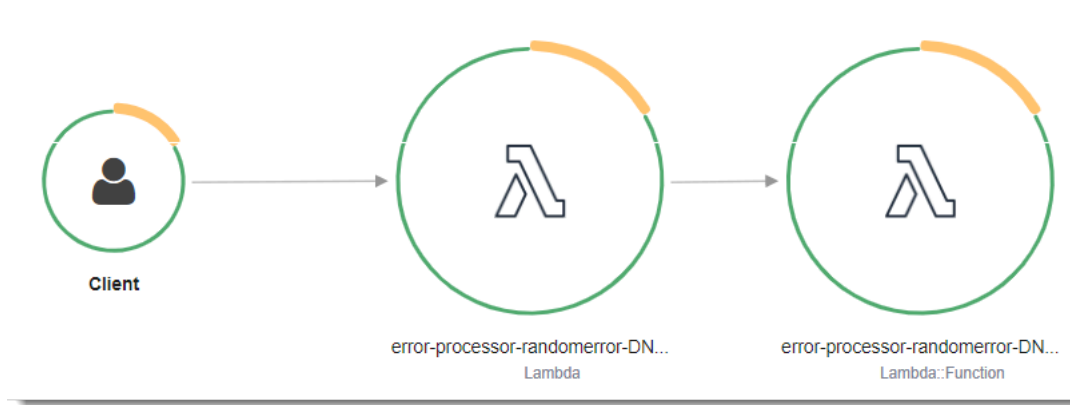 Client
error-processor-randomerror-DN...
Lambda
error-processor-randomerror-DN...
Lambda::Function